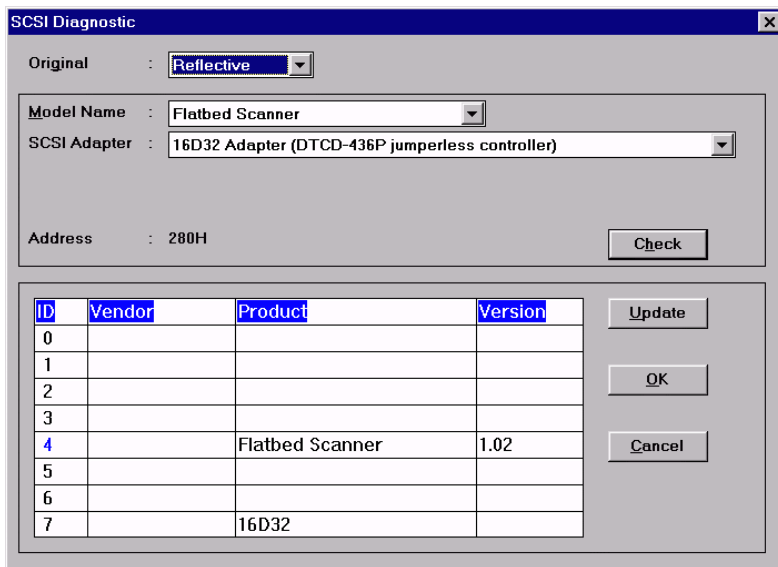 SCSI Diagnostic
Original : Reflective
Model Name : Flatbed Scanner
SCSI Adapter : 16D32 Adapter (DTCD-436P jumperless controller)
Address : 280H
Check
ID Vendor Product Version
Update
0
1
2
OK
3
4 Flatbed Scanner 1.02
Cancel
5
6
7 16D32